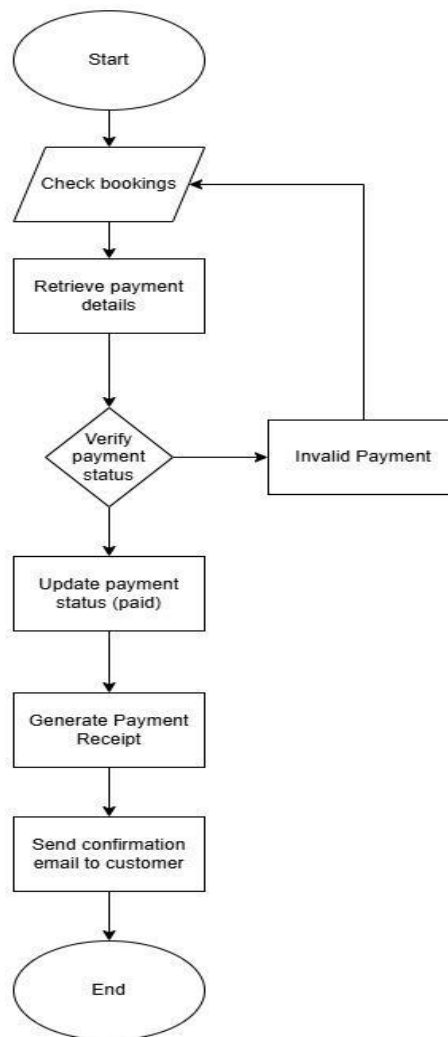 Start
Check bookings
Retrieve payment
details
Verify
payment
status
Invalid Payment
Update payment
status (paid)
Generate Payment
Receipt
Send confirmation
email to customer
End